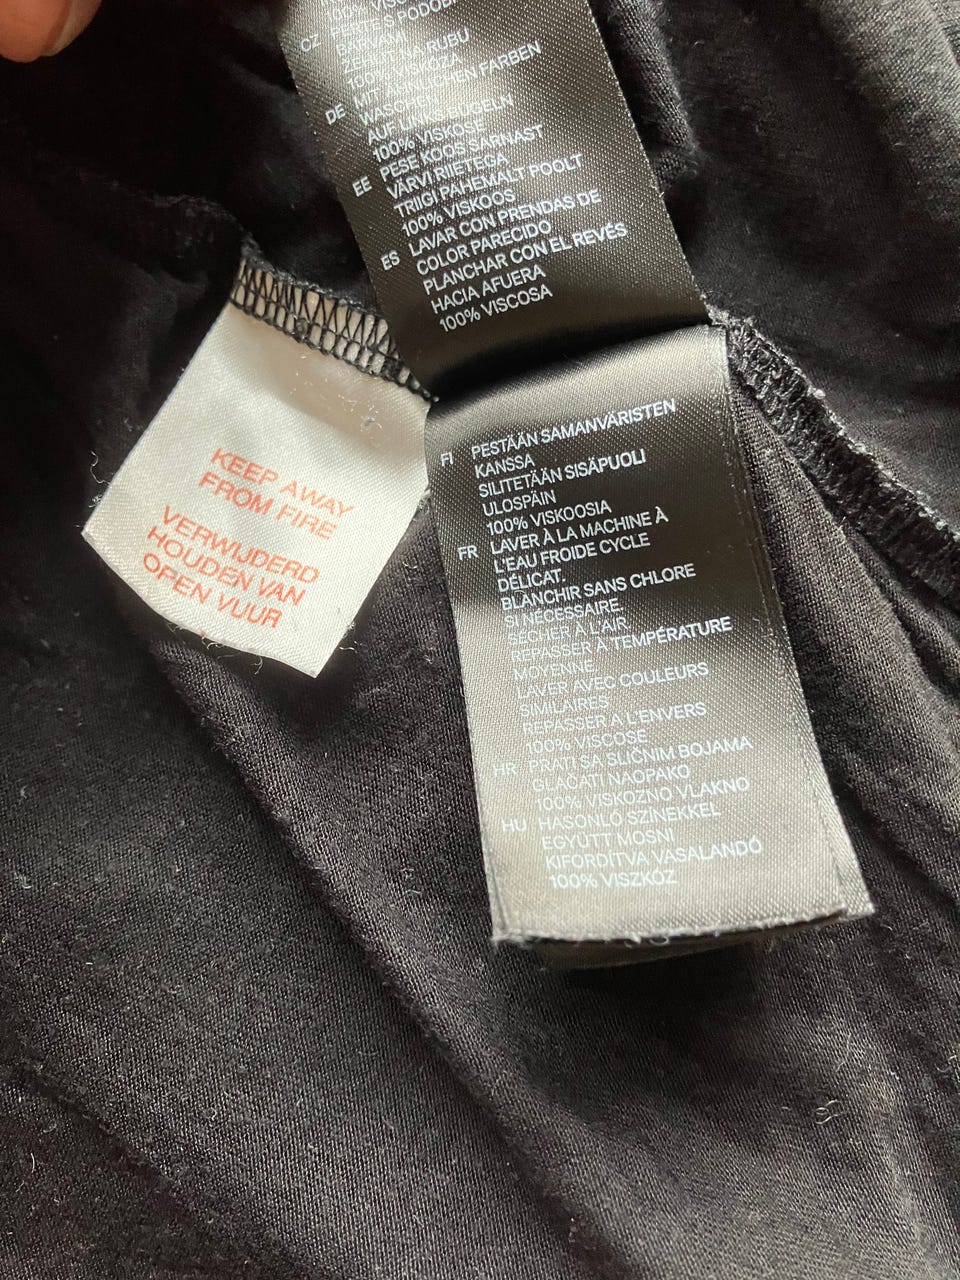 CZ
PERTE S PODOBN
BARVAMI
ŽEHLIT NA RUBU
100% VISKÓZA
DE MIT ÄHNLICHEN FARBEN
WASCHEN
AUF LINKS BÜGELN
100% VISKOSE
EE PESE KOOS SARNAST
VÄRVI RIIETEGA
TRIIGI PAHEMALT POOLT
100% VISKOOS
ES LAVAR CON PRENDAS DE
COLOR PARECIDO
PLANCHAR CON EL REVÉS
HACIA AFUERA
100% VISCOSA
KEEP AWAY
FROM FIRE
VERWIJDERD
HOUDEN VAN
OPEN VUUR
FI PESTÄÄN SAMANVÄRISTEN
KANSSA
SILITETÄÄN SISÄPUOLI
ULOSPÄIN
100% VISKOOSIA
FR LAVER À LA MACHINE À
L'EAU FROIDE CYCLE
DÉLICAT.
BLANCHIR SANS CHLORE
SI NÉCESSAIRE.
SÉCHER À L'AIR
REPASSER À TEMPÉRATURE
MOYENNE
LAVER AVEC COULEURS
SIMILAIRES
REPASSER A L'ENVERS
100% VISCOSE
HR PRATI SA SLIČNIM BOJAMA
GLAČATI NAOPAKO
100% VISKOZNO VLAKNO
HU HASONLÓ SZÍNEKKEL
EGYÜTT MOSNI
KIFORDÍTVA VASALANDÓ
100% VISZKÓZ